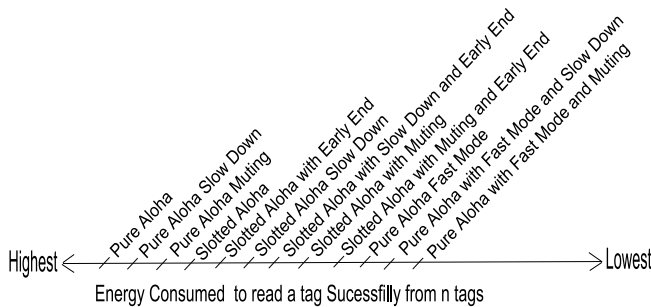 Pure Aloha
Pure Aloha Slow Down
Pure Aloha Muting
Slotted Aloha
Slotted Aloha with Early End
Slotted Aloha Slow Down
Slotted Aloha with Slow Down and Early End
Slotted Aloha with Muting
Slotted Aloha with Muting and Early End
Pure Aloha Fast Mode
Pure Aloha with Fast Mode and Slow Down
Pure Aloha with Fast Mode and Muting
Highest Lowest
Energy Consumed to read a tag Sucessfilly from n tags